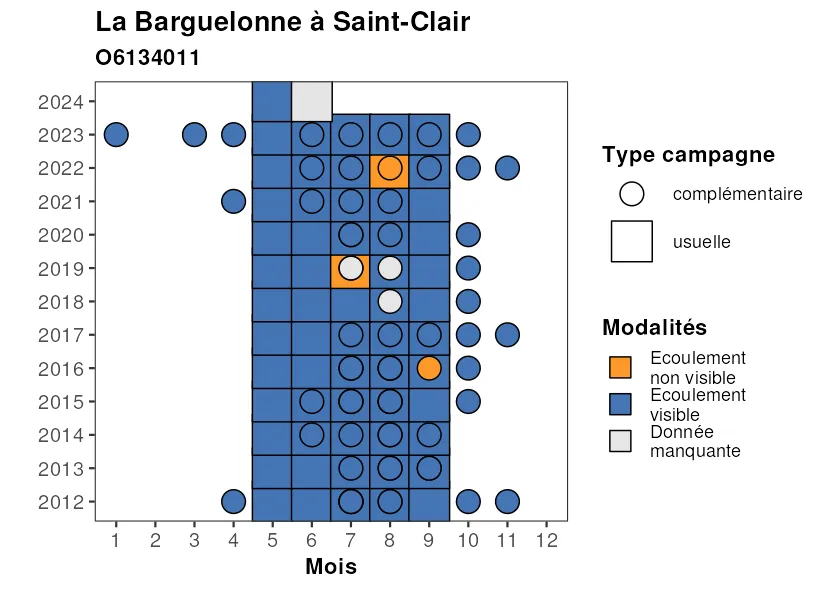 La Barguelonne à Saint-Clair
O6134011
2024
2023
2022
2021
2020
2019
2018
2017
2016
2015
2014
2013
2012
1 2 3 4 5 6 7 8 9 10 11 12
Mois
Type campagne
complémentaire
usuelle
Modalités
Ecoulement
non visible
Ecoulement
visible
Donnée
manquante